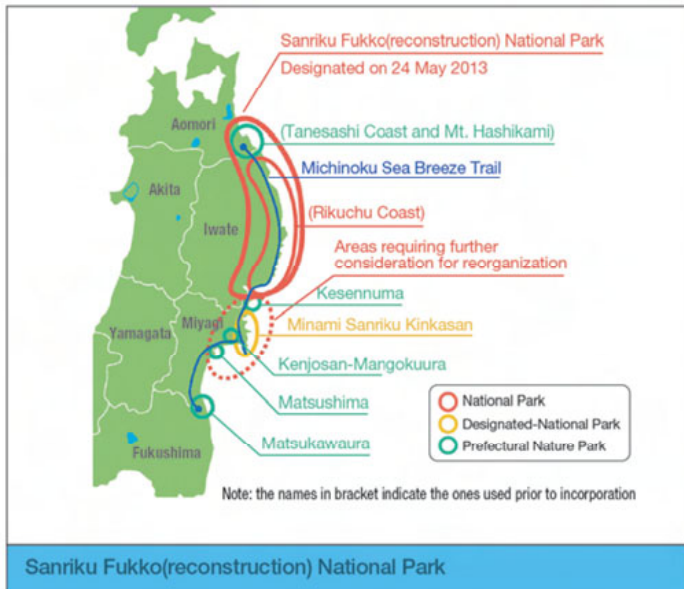 Sanriku Fukko(reconstruction) National Park
Designated on 24 May 2013
Aomori
(Tanesashi Coast and Mt. Hashikami)
Michinoku Sea Breeze Trail
Akita
Iwate
(Rikuchu Coast)
Areas requiring further
consideration for reorganization
Kesennuma
Miyagi
Minami Sanriku Kinkasan
Yamagata
Kenjosan-Mangokuura
Matsushima
Matsukawaura
Fukushima
National Park
Designated-National Park
Prefectural Nature Park
Note: the names in bracket indicate the ones used prior to incorporation
Sanriku Fukko(reconstruction) National Park